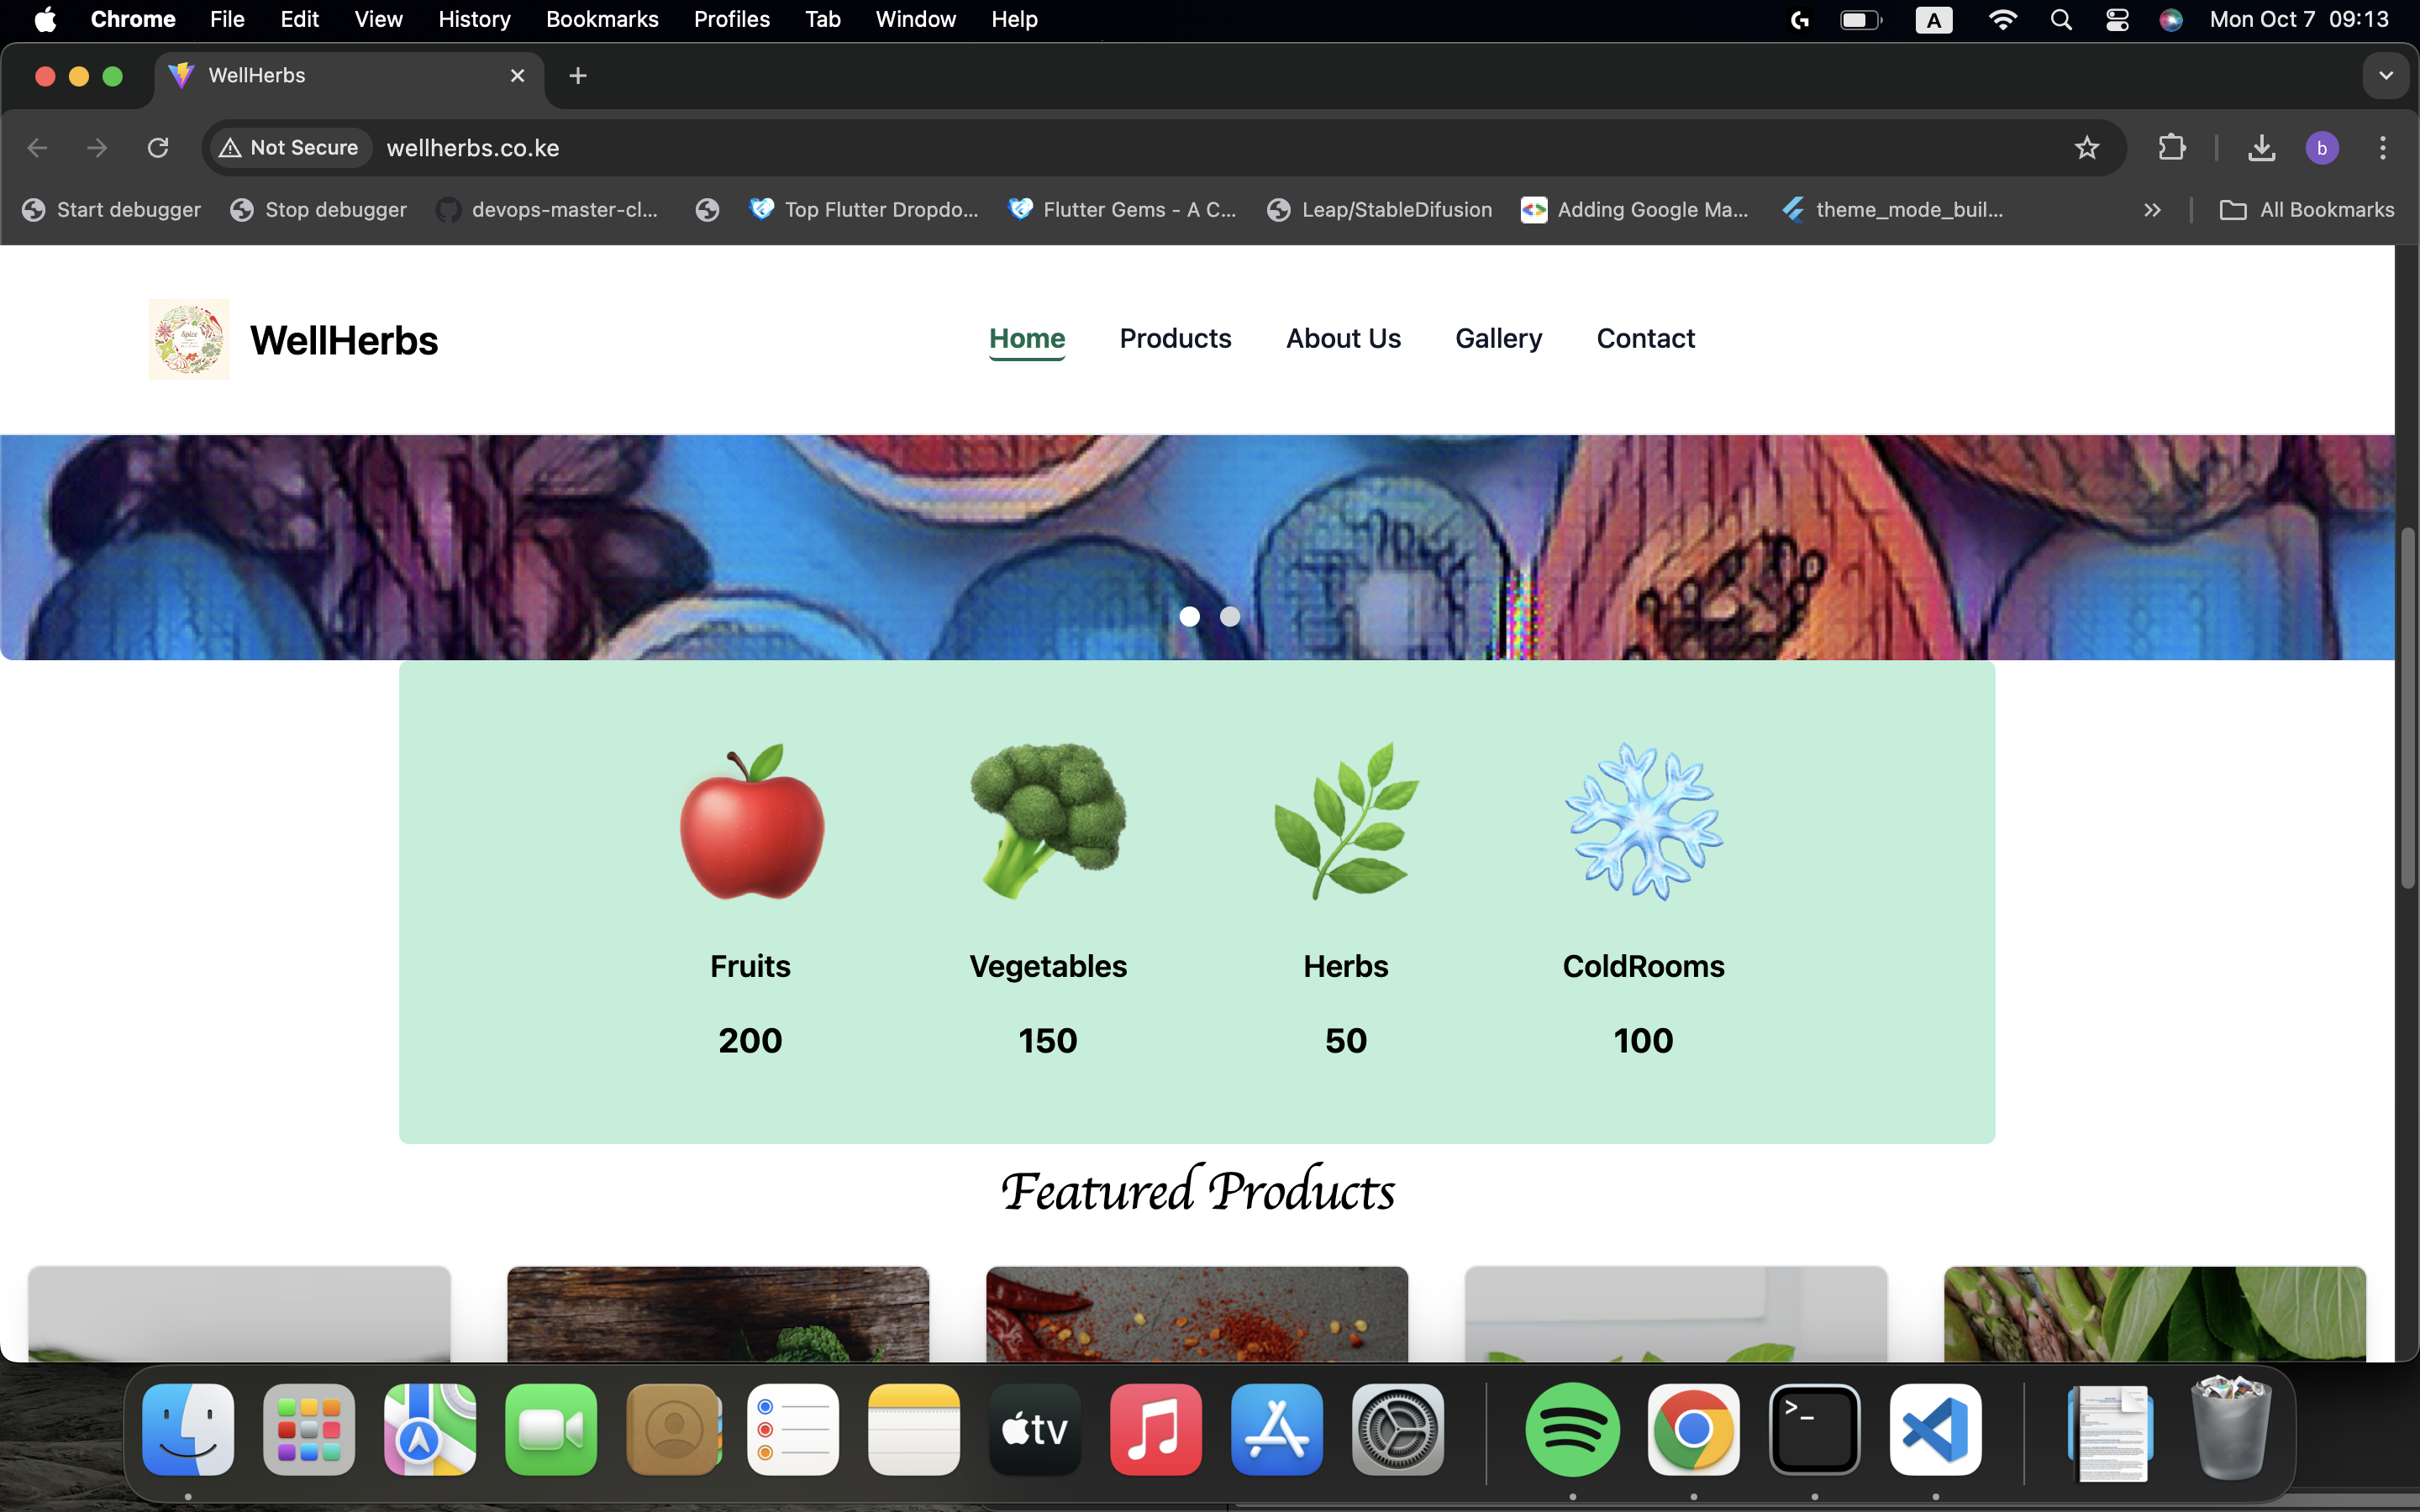 Chrome File Edit View History Bookmarks Profiles Tab Window Help A Mon Oct 7 09:13
WellHerbs
Not Secure wellherbs.co.ke b
Start debugger Stop debugger devops-master-cl... Top Flutter Dropdo... Flutter Gems - A C... Leap/StableDifusion Adding Google Ma... theme_mode_buil... All Bookmarks
Spice
WellHerbs Home Products About Us Gallery Contact
Fruits Vegetables Herbs ColdRooms
200 150 50 100
Featured Products
tv >_